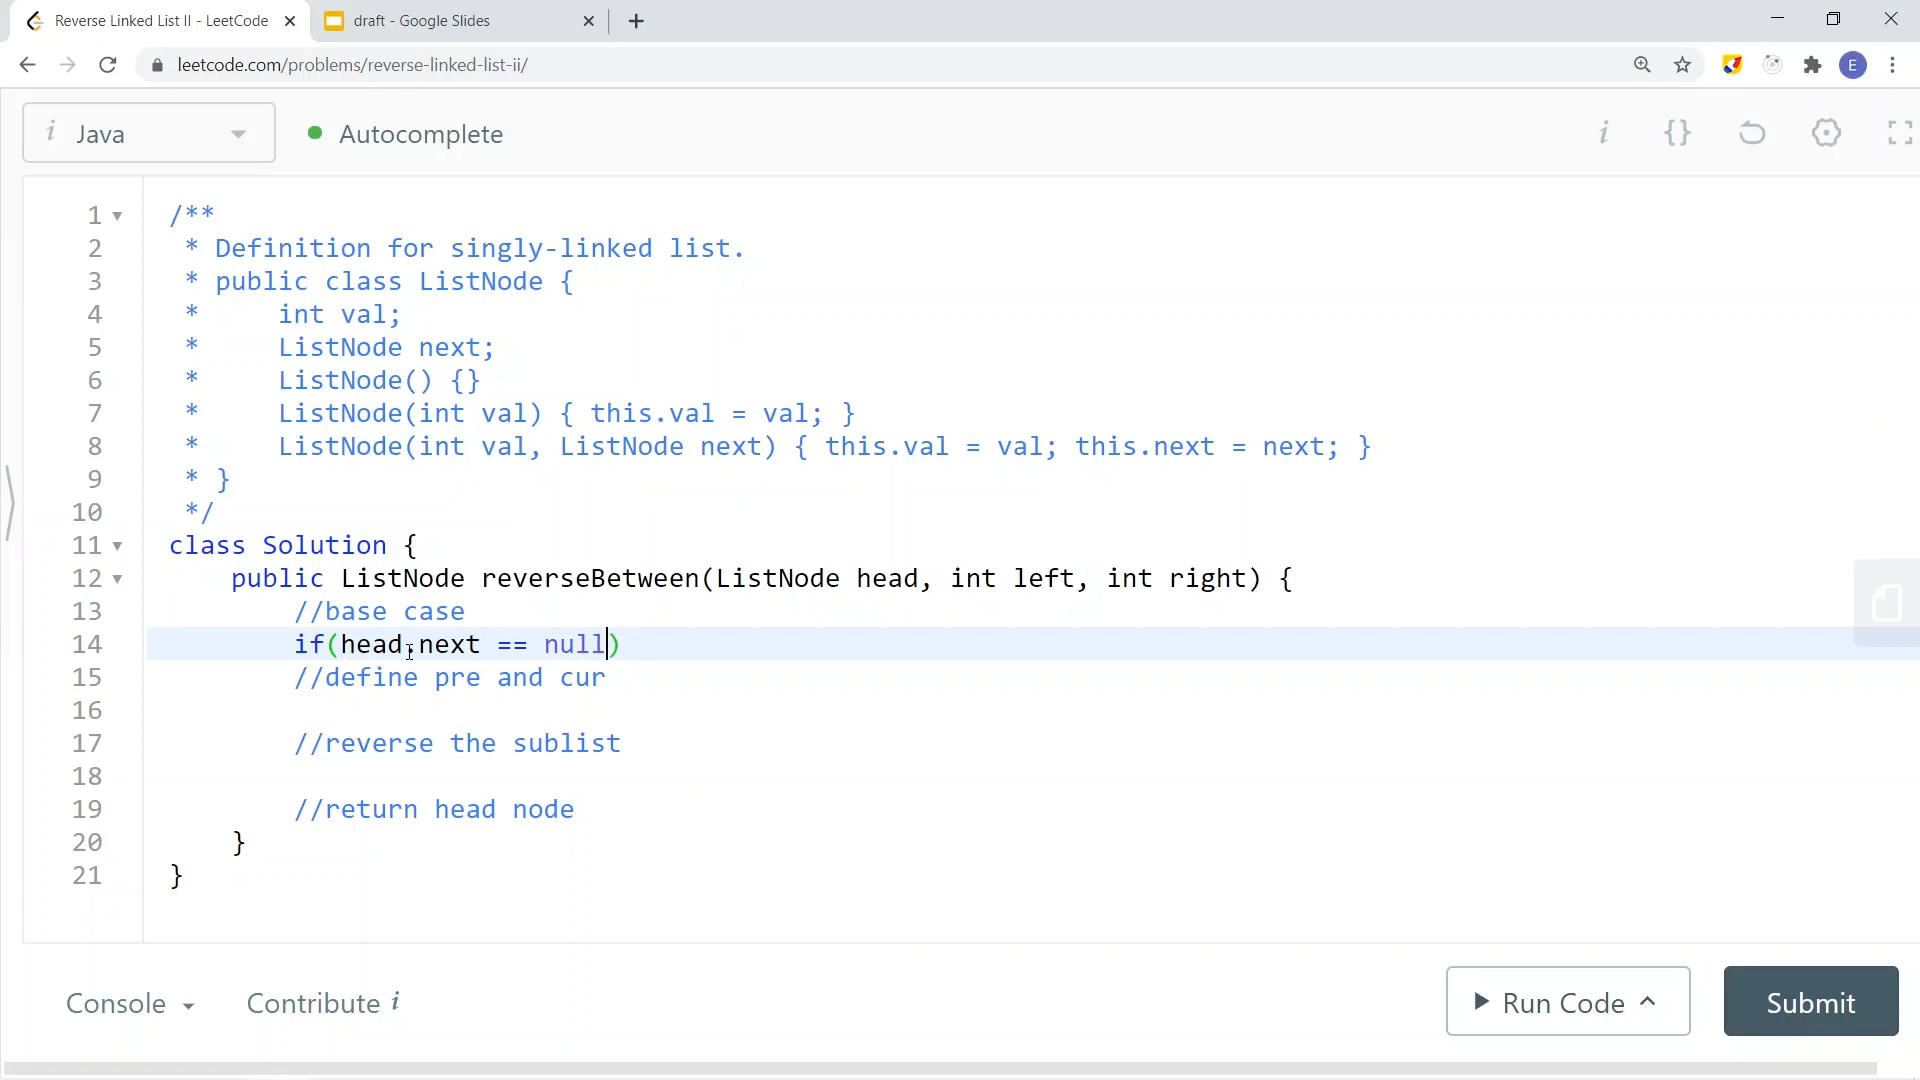 Reverse Linked List II - LeetCode
draft - Google Slides
leetcode.com/problems/reverse-linked-list-ii/
E
i Java
Autocomplete
i {}
1 /**
2  * Definition for singly-linked list.
3  * public class ListNode {
4  *     int val;
5  *     ListNode next;
6  *     ListNode() {}
7  *     ListNode(int val) { this.val = val; }
8  *     ListNode(int val, ListNode next) { this.val = val; this.next = next; }
9  * }
10  */
11 class Solution {
12     public ListNode reverseBetween(ListNode head, int left, int right) {
13         //base case
14         if(head.next == null)
15         //define pre and cur
16
17         //reverse the sublist
18
19         //return head node
20     }
21 }
Console
Contribute i
Run Code
Submit